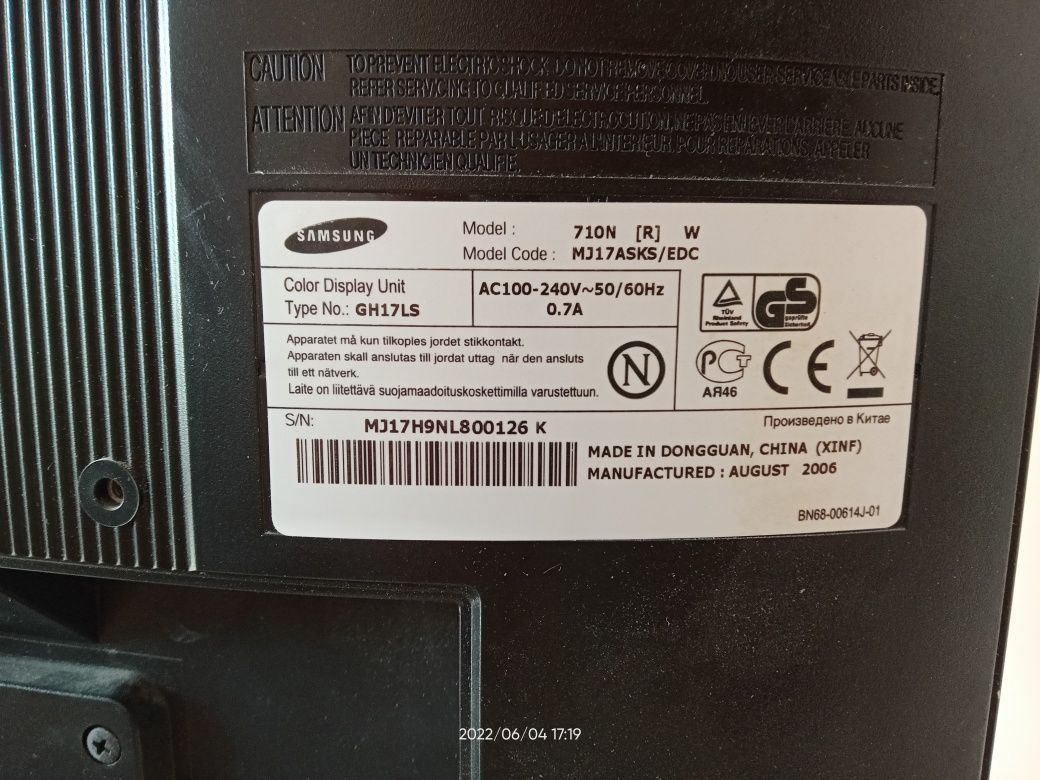 CAUTION TO PREVENT ELECTRIC SHOCK, DO NOT REMOVE COVER. NO USER SERVICEABLE PARTS INSIDE.
REFER SERVICING TO QUALIFIED SERVICE PERSONNEL.
ATTENTION AFIN D'EVITER TOUT RISQUE D'ELECTROCUTION, NE PAS ENLEVER L'ARRIERE. AUCUNE
PIECE REPARABLE PAR L'USAGER A L'INTERIEUR. POUR REPARATIONS, APPELER
UN TECHNICIEN QUALIFIE.
SAMSUNG
Model : 710N [R] W
Model Code : MJ17ASKS/EDC
Color Display Unit
Type No.: GH17LS
AC100-240V~50/60Hz
0.7A
TÜV
Rheinland
Product Safety
GS
geprüfte
Sicherheit
Apparatet må kun tilkoples jordet stikkontakt.
Apparaten skall anslutas till jordat uttag när den ansluts
till ett nätverk.
Laite on liitettävä suojamaadoituskoskettimilla varustettuun.
N
АЯ46
CE
S/N: MJ17H9NL800126 K
Произведено в Китае
MADE IN DONGGUAN, CHINA (XINF)
MANUFACTURED : AUGUST 2006
BN68-00614J-01
2022/06/04 17:19